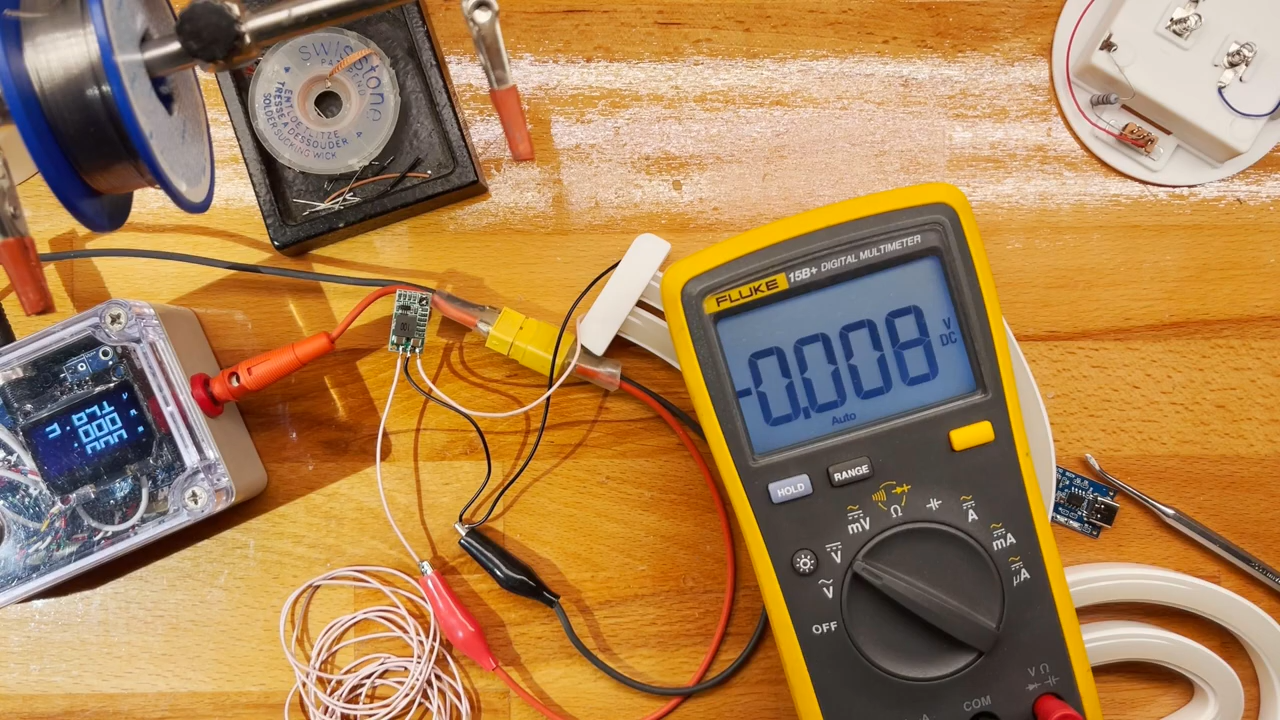 SWISStone
ENTLÖTLITZE
TRESSE A DESSOUDER
SOLDER SUCKING WICK
FLUKE 15B+ DIGITAL MULTIMETER
-0.008 V DC
Auto
HOLD
RANGE
mV
Ω
A
mA
µA
V
V
OFF
A
COM
V Ω